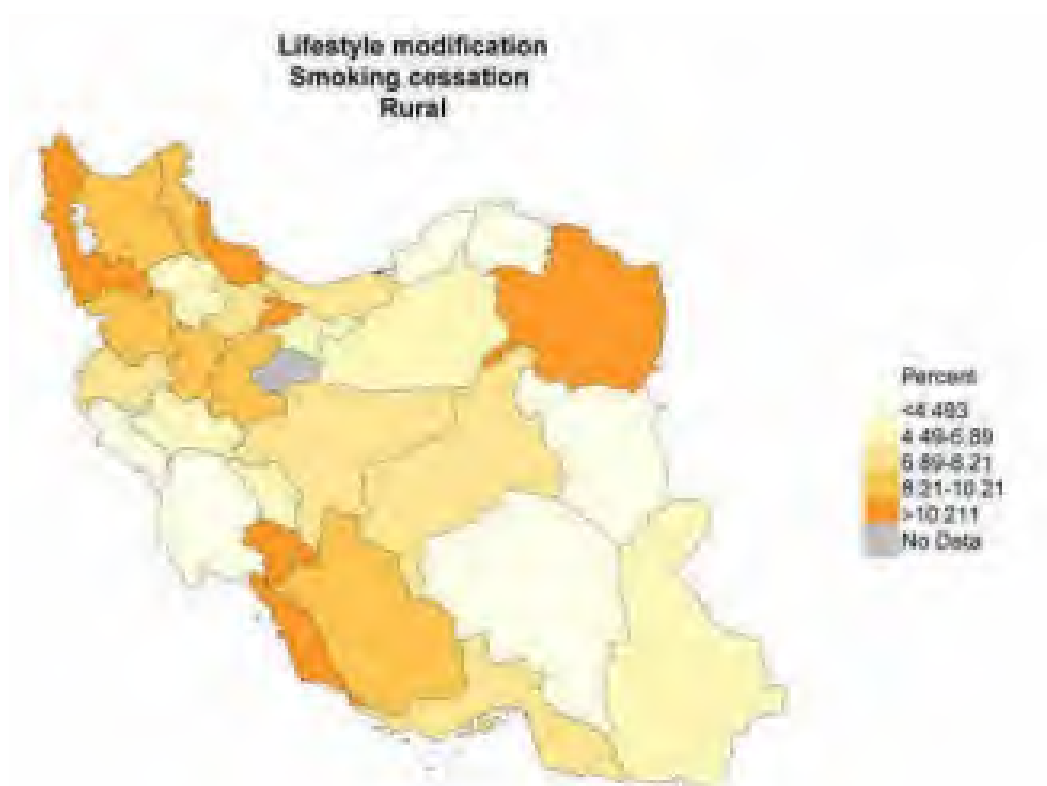 Lifestyle modification
Smoking cessation
Rural
Percent
<4.493
4.49-6.89
6.89-8.21
8.21-10.21
>10.211
No Data